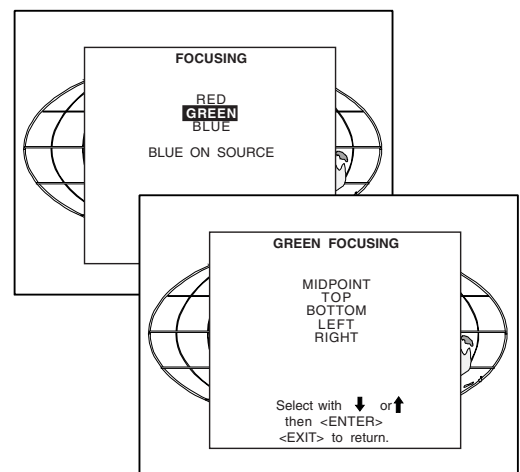 FOCUSING
RED
GREEN
BLUE
BLUE ON SOURCE
GREEN FOCUSING
MIDPOINT
TOP
BOTTOM
LEFT
RIGHT
Select with ⬇ or ⬆
then <ENTER>
<EXIT> to return.